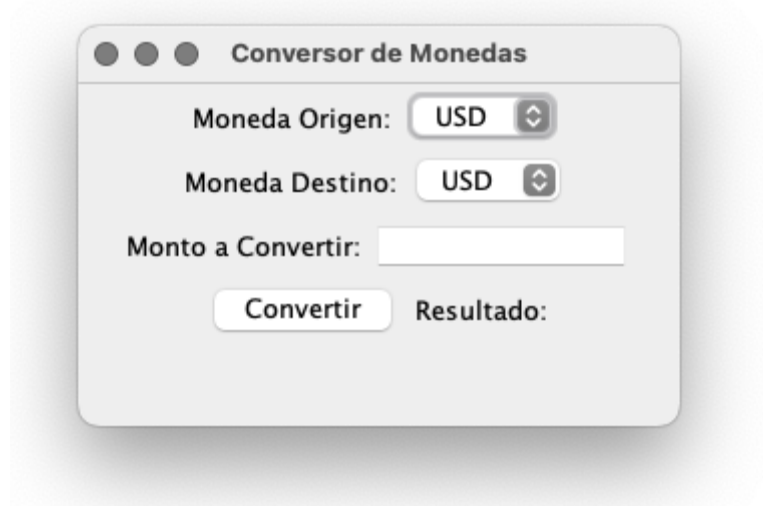 Conversor de Monedas
Moneda Origen: USD
Moneda Destino: USD
Monto a Convertir:
Convertir Resultado: